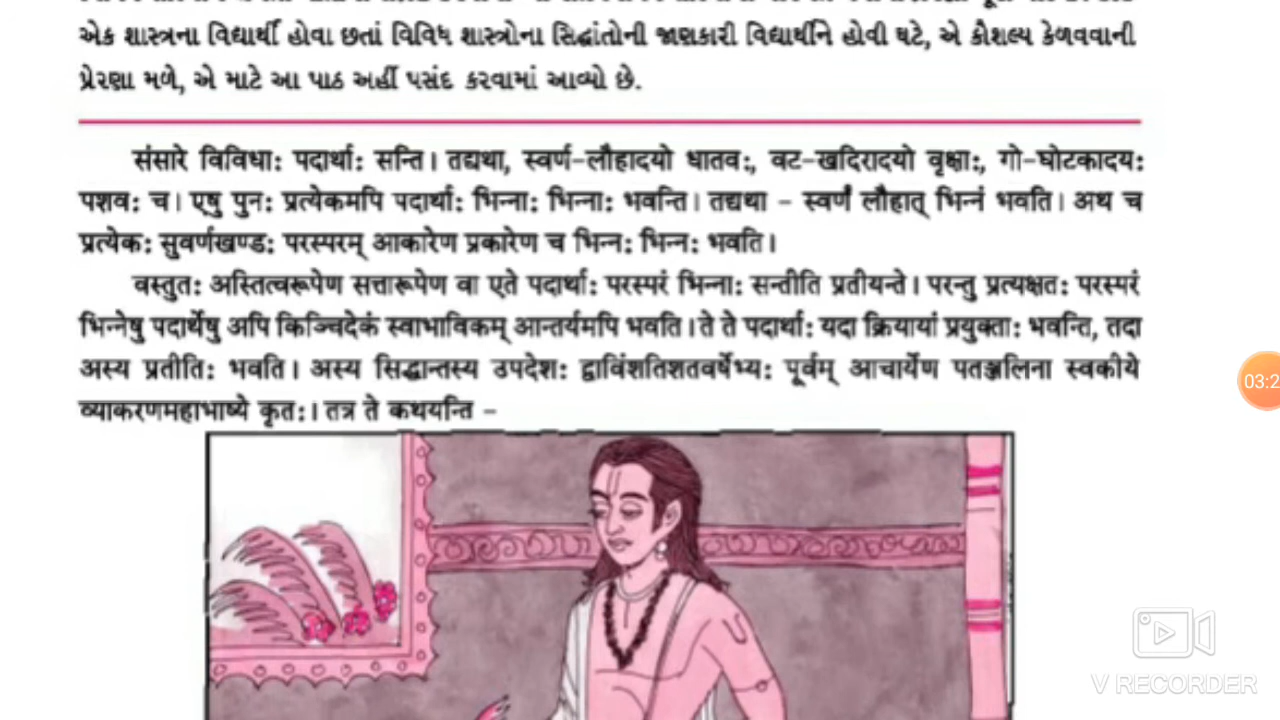 એક શાસ્ત્રના વિદ્યાર્થી હોવા છતાં વિવિધ શાસ્ત્રોના સિદ્ધાંતોની જાણકારી વિદ્યાર્થીને હોવી ઘટે, એ કૌશલ્ય કેળવવાની
પ્રેરણા મળે, એ માટે આ પાઠ અહીં પસંદ કરવામાં આવ્યો છે.
संसारे विविधाः पदार्थाः सन्ति। तद्यथा, स्वर्ण-लौहादयो धातवः, वट-खदिरादयो वृक्षाः, गो-घोटकादयः
पशवः च। एषु पुनः प्रत्येकमपि पदार्थाः भिन्नाः भिन्नाः भवन्ति। तद्यथा - स्वर्णं लौहात् भिन्नं भवति। अथ च
प्रत्येकः सुवर्णखण्डः परस्परम् आकारेण प्रकारेण च भिन्नः भिन्नः भवति।
वस्तुतः अस्तित्वरूपेण सत्तारूपेण वा एते पदार्थाः परस्परं भिन्नाः सन्तीति प्रतीयन्ते। परन्तु प्रत्यक्षतः परस्परं
भिन्नेषु पदार्थेषु अपि किञ्चिदेकं स्वाभाविकम् आन्तर्यमपि भवति। ते ते पदार्थाः यदा क्रियायां प्रयुक्ताः भवन्ति, तदा
अस्य प्रतीतिः भवति। अस्य सिद्धान्तस्य उपदेशः द्वाविंशतिशतवर्षेभ्यः पूर्वम् आचार्येण पतञ्जलिना स्वकीये
व्याकरणमहाभाष्ये कृतः। तत्र ते कथयन्ति -
03:2
V RECORDER